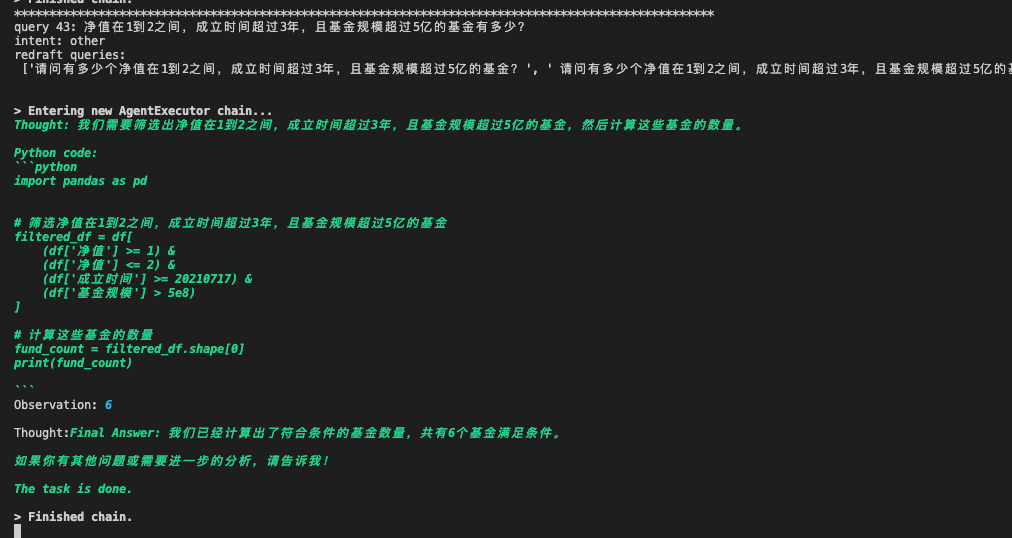 > Finished chain.
****************************************************************************************************
query 43: 净值在1到2之间，成立时间超过3年，且基金规模超过5亿的基金有多少？
intent: other
redraft queries:
['请问有多少个净值在1到2之间，成立时间超过3年，且基金规模超过5亿的基金？', ' 请问有多少个净值在1到2之间，成立时间超过3年，且基金规模超过5亿的
> Entering new AgentExecutor chain...
Thought: 我们需要筛选出净值在1到2之间，成立时间超过3年，且基金规模超过5亿的基金，然后计算这些基金的数量。
Python code:
```python
import pandas as pd
# 筛选净值在1到2之间，成立时间超过3年，且基金规模超过5亿的基金
filtered_df = df[
(df['净值'] >= 1) &
(df['净值'] <= 2) &
(df['成立时间'] >= 20210717) &
(df['基金规模'] > 5e8)
]
# 计算这些基金的数量
fund_count = filtered_df.shape[0]
print(fund_count)
```
Observation: 6
Thought:Final Answer: 我们已经计算出了符合条件的基金数量，共有6个基金满足条件。
如果你有其他问题或需要进一步的分析，请告诉我！
The task is done.
> Finished chain.